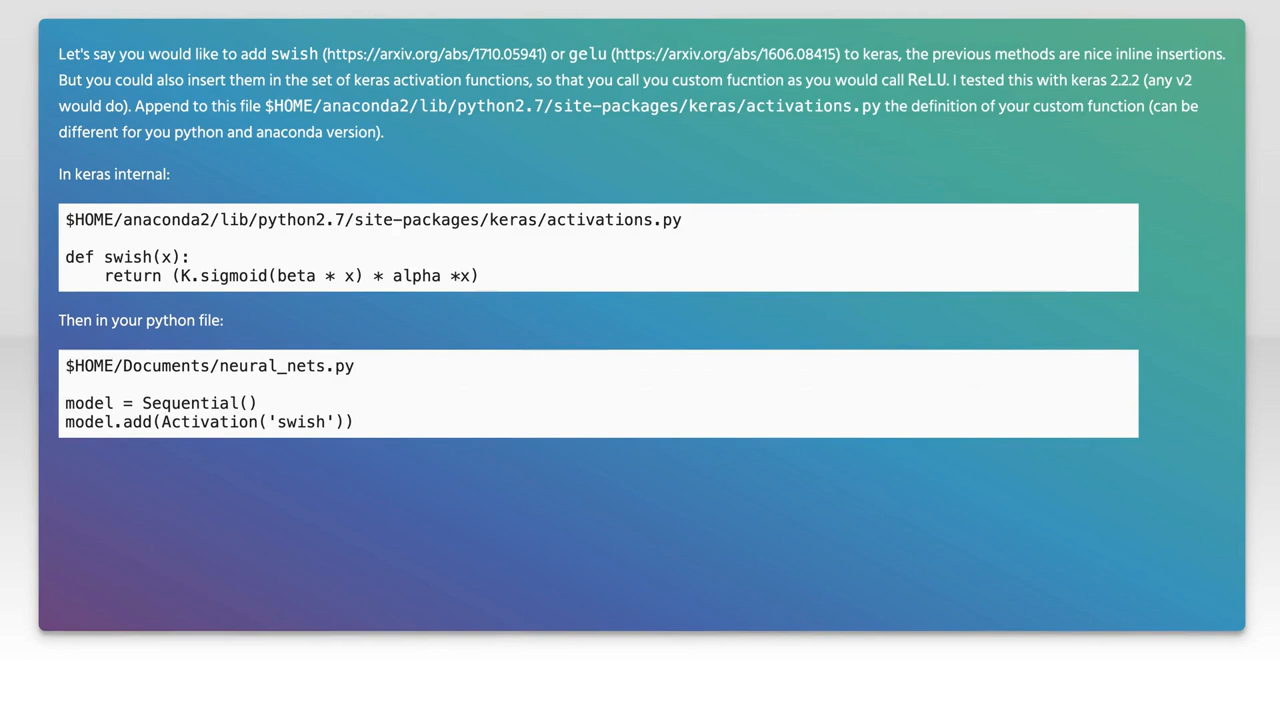 Let's say you would like to add swish (https://arxiv.org/abs/1710.05941) or gelu (https://arxiv.org/abs/1606.08415) to keras, the previous methods are nice inline insertions.
But you could also insert them in the set of keras activation functions, so that you call you custom fucntion as you would call ReLU. I tested this with keras 2.2.2 (any v2
would do). Append to this file $HOME/anaconda2/lib/python2.7/site-packages/keras/activations.py the definition of your custom function (can be
different for you python and anaconda version).
In keras internal:
$HOME/anaconda2/lib/python2.7/site-packages/keras/activations.py
def swish(x):
    return (K.sigmoid(beta * x) * alpha *x)
Then in your python file:
$HOME/Documents/neural_nets.py
model = Sequential()
model.add(Activation('swish'))